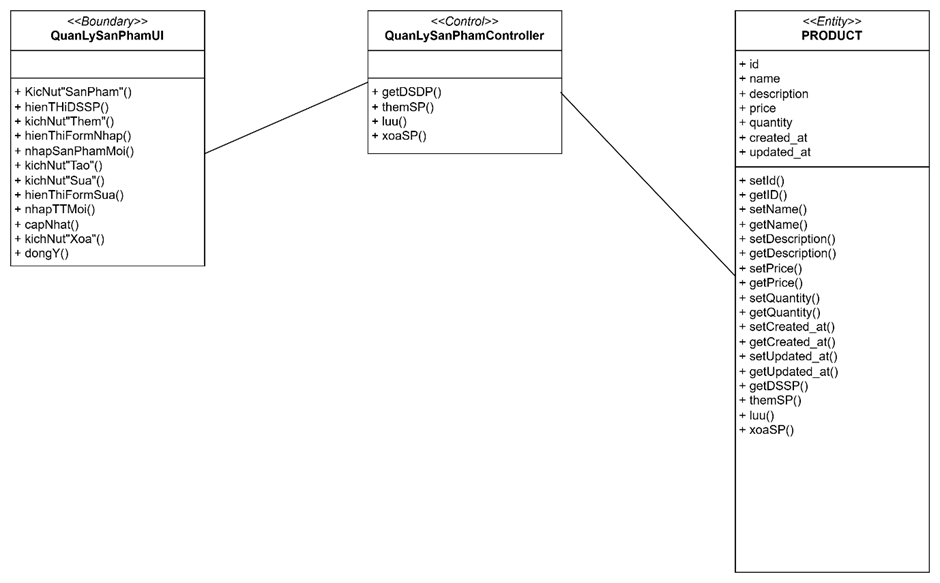 <<Boundary>>
QuanLySanPhamUI
+ KicNut"SanPham"()
+ hienTHiDSSP()
+ kichNut"Them"()
+ hienThiFormNhap()
+ nhapSanPhamMoi()
+ kichNut"Tao"()
+ kichNut"Sua"()
+ hienThiFormSua()
+ nhapTTMoi()
+ capNhat()
+ kichNut"Xoa"()
+ dongY()
<<Control>>
QuanLySanPhamController
+ getDSDP()
+ themSP()
+ luu()
+ xoaSP()
<<Entity>>
PRODUCT
+ id
+ name
+ description
+ price
+ quantity
+ created_at
+ updated_at
+ setId()
+ getID()
+ setName()
+ getName()
+ setDescription()
+ getDescription()
+ setPrice()
+ getPrice()
+ setQuantity()
+ getQuantity()
+ setCreated_at()
+ getCreated_at()
+ setUpdated_at()
+ getUpdated_at()
+ getDSSP()
+ themSP()
+ luu()
+ xoaSP()